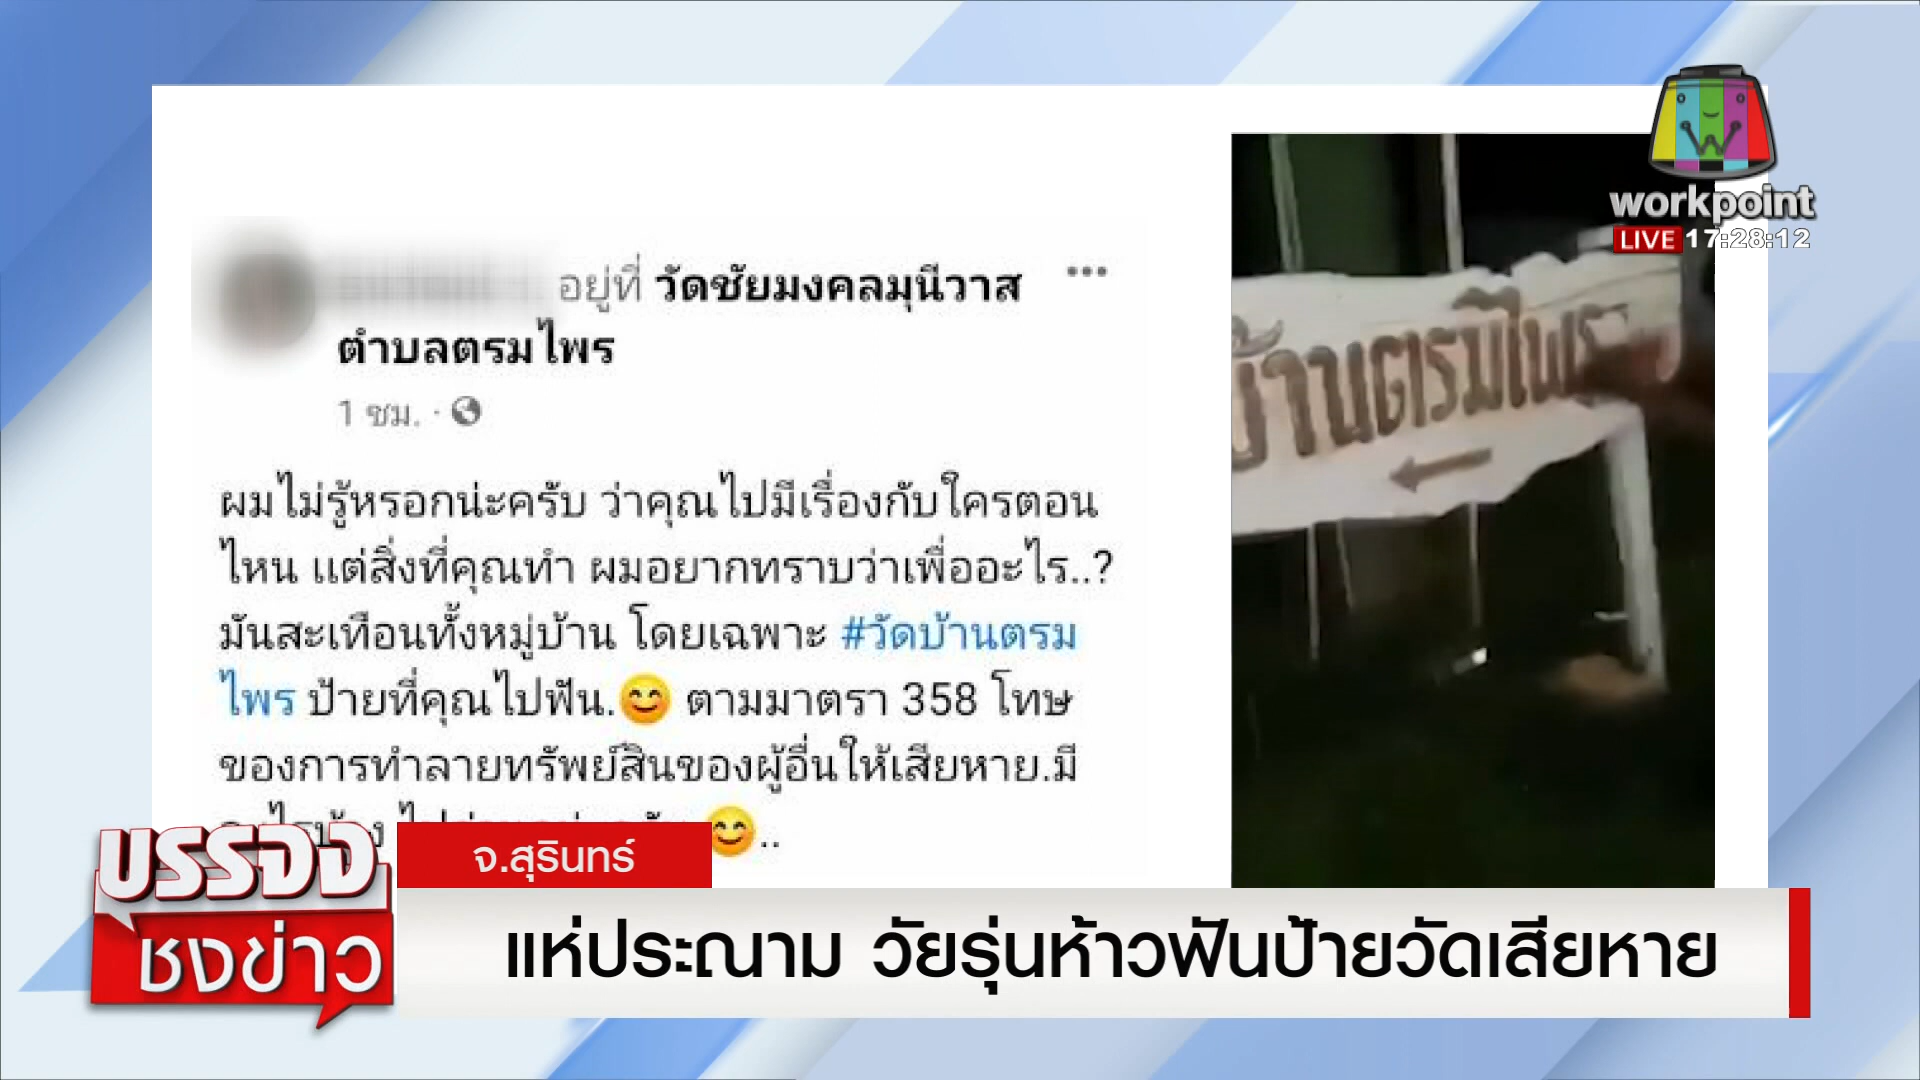 workpoint
LIVE 17:28:12
อยู่ที่ วัดชัยมงคลมุนีวาส
ตำบลตรมไพร
1 ชม.
ผมไม่รู้หรอกน่ะครับ ว่าคุณไปมีเรื่องกับใครตอน
ไหน แต่สิ่งที่คุณทำ ผมอยากทราบว่าเพื่ออะไร..?
มันสะเทือนทั้งหมู่บ้าน โดยเฉพาะ #วัดบ้านตรม
ไพร ป้ายที่คุณไปฟัน.😊 ตามมาตรา 358 โทษ
ของการทำลายทรัพย์สินของผู้อื่นให้เสียหาย.มี
😊..
บ้านตรมไพร
บรรจง
ชงข่าว
จ.สุรินทร์
แห่ประณาม วัยรุ่นห้าวฟันป้ายวัดเสียหาย